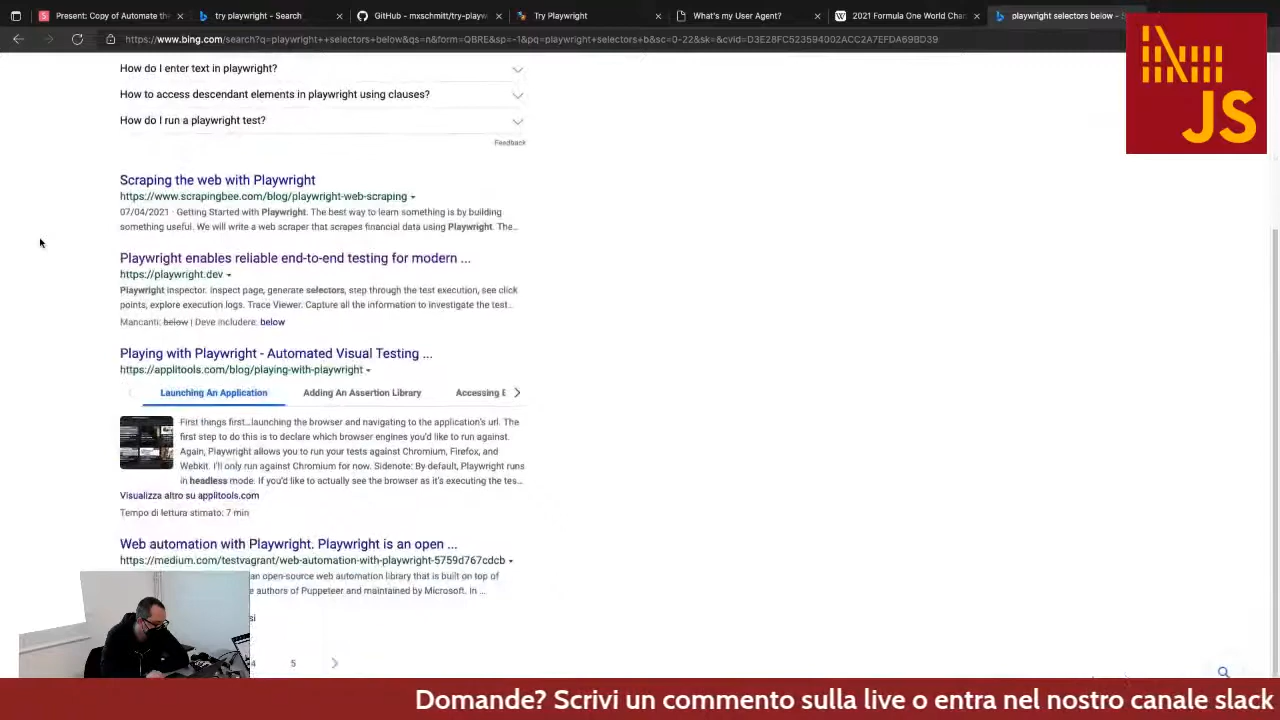 Present: Copy of Automate the
try playwright - Search
GitHub - mxschmitt/try-playw
Try Playwright
What's my User Agent?
2021 Formula One World Chan
playwright selectors below - S
https://www.bing.com/search?q=playwright++selectors+below&qs=n&form=QBRE&sp=-1&pq=playwright+selectors+b&sc=0-22&sk=&cvid=D3E28FC523594002ACC2A7EFDA69BD39
JS
How do I enter text in playwright?
How to access descendant elements in playwright using clauses?
How do I run a playwright test?
Feedback
Scraping the web with Playwright
https://www.scrapingbee.com/blog/playwright-web-scraping
07/04/2021 · Getting Started with Playwright. The best way to learn something is by building
something useful. We will write a web scraper that scrapes financial data using Playwright. The...
Playwright enables reliable end-to-end testing for modern ...
https://playwright.dev
Playwright inspector. inspect page, generate selectors, step through the test execution, see click
points, explore execution logs. Trace Viewer. Capture all the information to investigate the test...
Mancanti: below | Deve includere: below
Playing with Playwright - Automated Visual Testing ...
https://applitools.com/blog/playing-with-playwright
Launching An Application
Adding An Assertion Library
Accessing E
First things first...launching the browser and navigating to the application's url. The
first step to do this is to declare which browser engines you'd like to run against.
Again, Playwright allows you to run your tests against Chromium, Firefox, and
Webkit. I'll only run against Chromium for now. Sidenote: By default, Playwright runs
in headless mode. If you'd like to actually see the browser as it's executing the tes...
Visualizza altro su applitools.com
Tempo di lettura stimato: 7 min
Web automation with Playwright. Playwright is an open ...
https://medium.com/testvagrant/web-automation-with-playwright-5759d767cdcb
an open-source web automation library that is built on top of
e authors of Puppeteer and maintained by Microsoft. In ...
si
4 5
Domande? Scrivi un commento sulla live o entra nel nostro canale slack